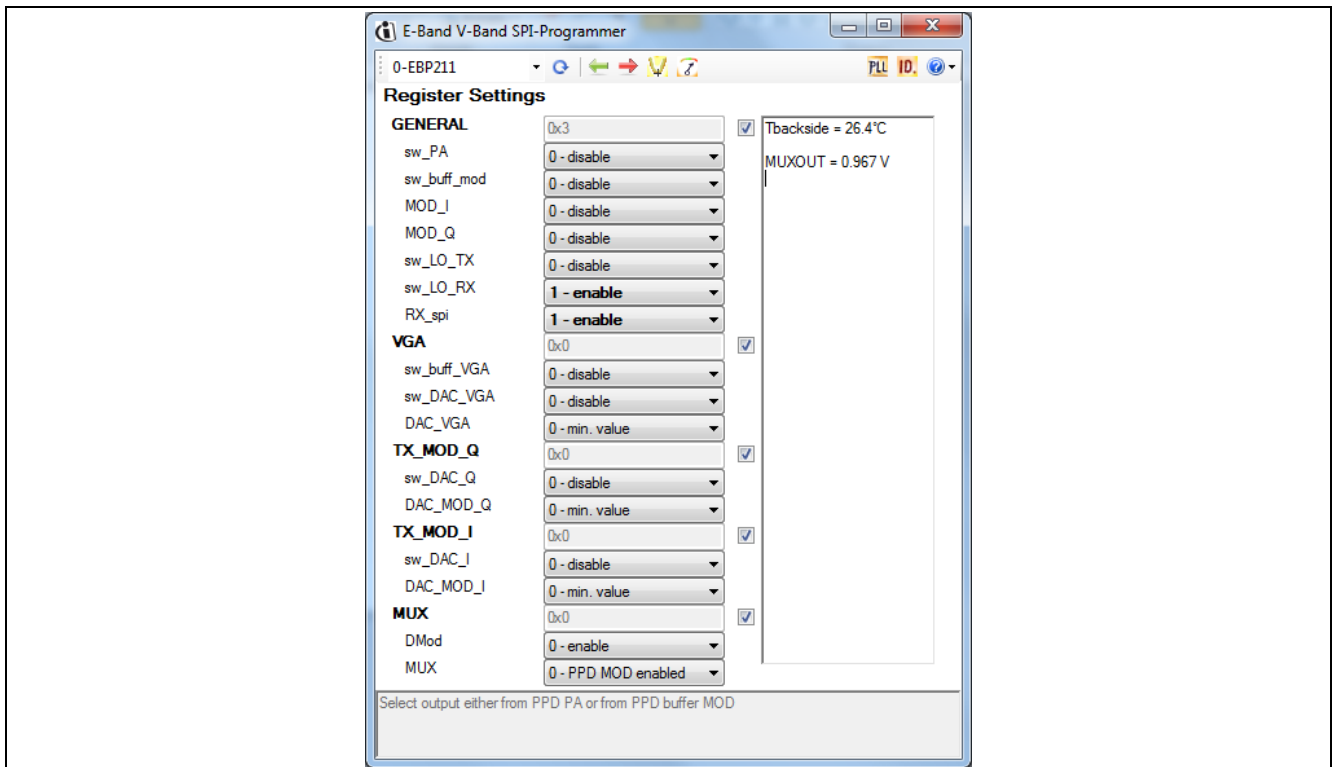 E-Band V-Band SPI-Programmer
0-EBP211
PLL ID.
Register Settings
GENERAL 0x3
sw_PA 0 - disable
sw_buff_mod 0 - disable
MOD_I 0 - disable
MOD_Q 0 - disable
sw_LO_TX 0 - disable
sw_LO_RX 1 - enable
RX_spi 1 - enable
VGA 0x0
sw_buff_VGA 0 - disable
sw_DAC_VGA 0 - disable
DAC_VGA 0 - min. value
TX_MOD_Q 0x0
sw_DAC_Q 0 - disable
DAC_MOD_Q 0 - min. value
TX_MOD_I 0x0
sw_DAC_I 0 - disable
DAC_MOD_I 0 - min. value
MUX 0x0
DMod 0 - enable
MUX 0 - PPD MOD enabled
Tbackside = 26.4°C
MUXOUT = 0.967 V
Select output either from PPD PA or from PPD buffer MOD